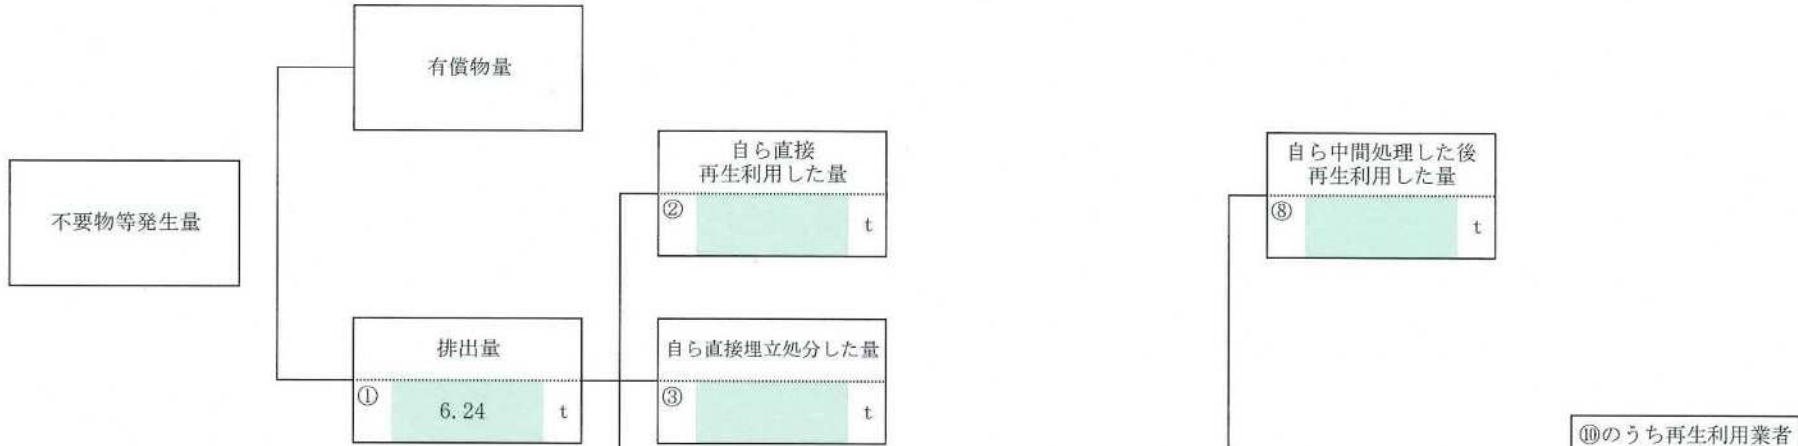 有償物量
自ら直接
再生利用した量
② t
自ら中間処理した後
再生利用した量
⑧ t
不要物等発生量
排出量
① 6.24 t
自ら直接埋立処分した量
③ t
⑩のうち再生利用業者